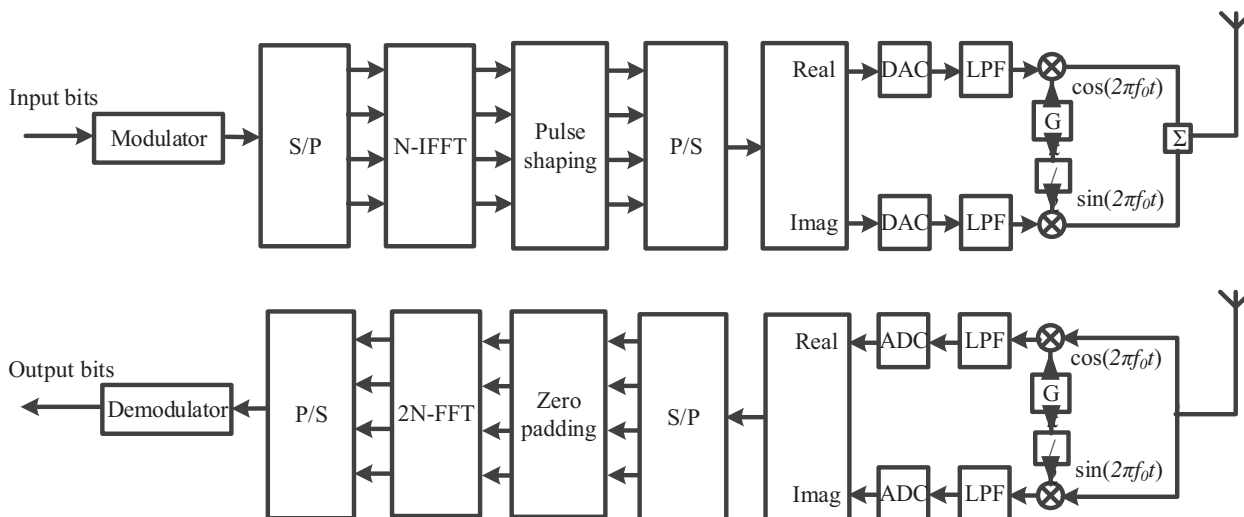 Input bits
Modulator
S/P
N-IFFT
Pulse
shaping
P/S
Real
Imag
DAC
LPF
cos(2πf₀t)
G
/
sin(2πf₀t)
DAC
LPF
Σ
Output bits
Demodulator
P/S
2N-FFT
Zero
padding
S/P
Real
Imag
ADC
LPF
cos(2πf₀t)
G
/
sin(2πf₀t)
ADC
LPF